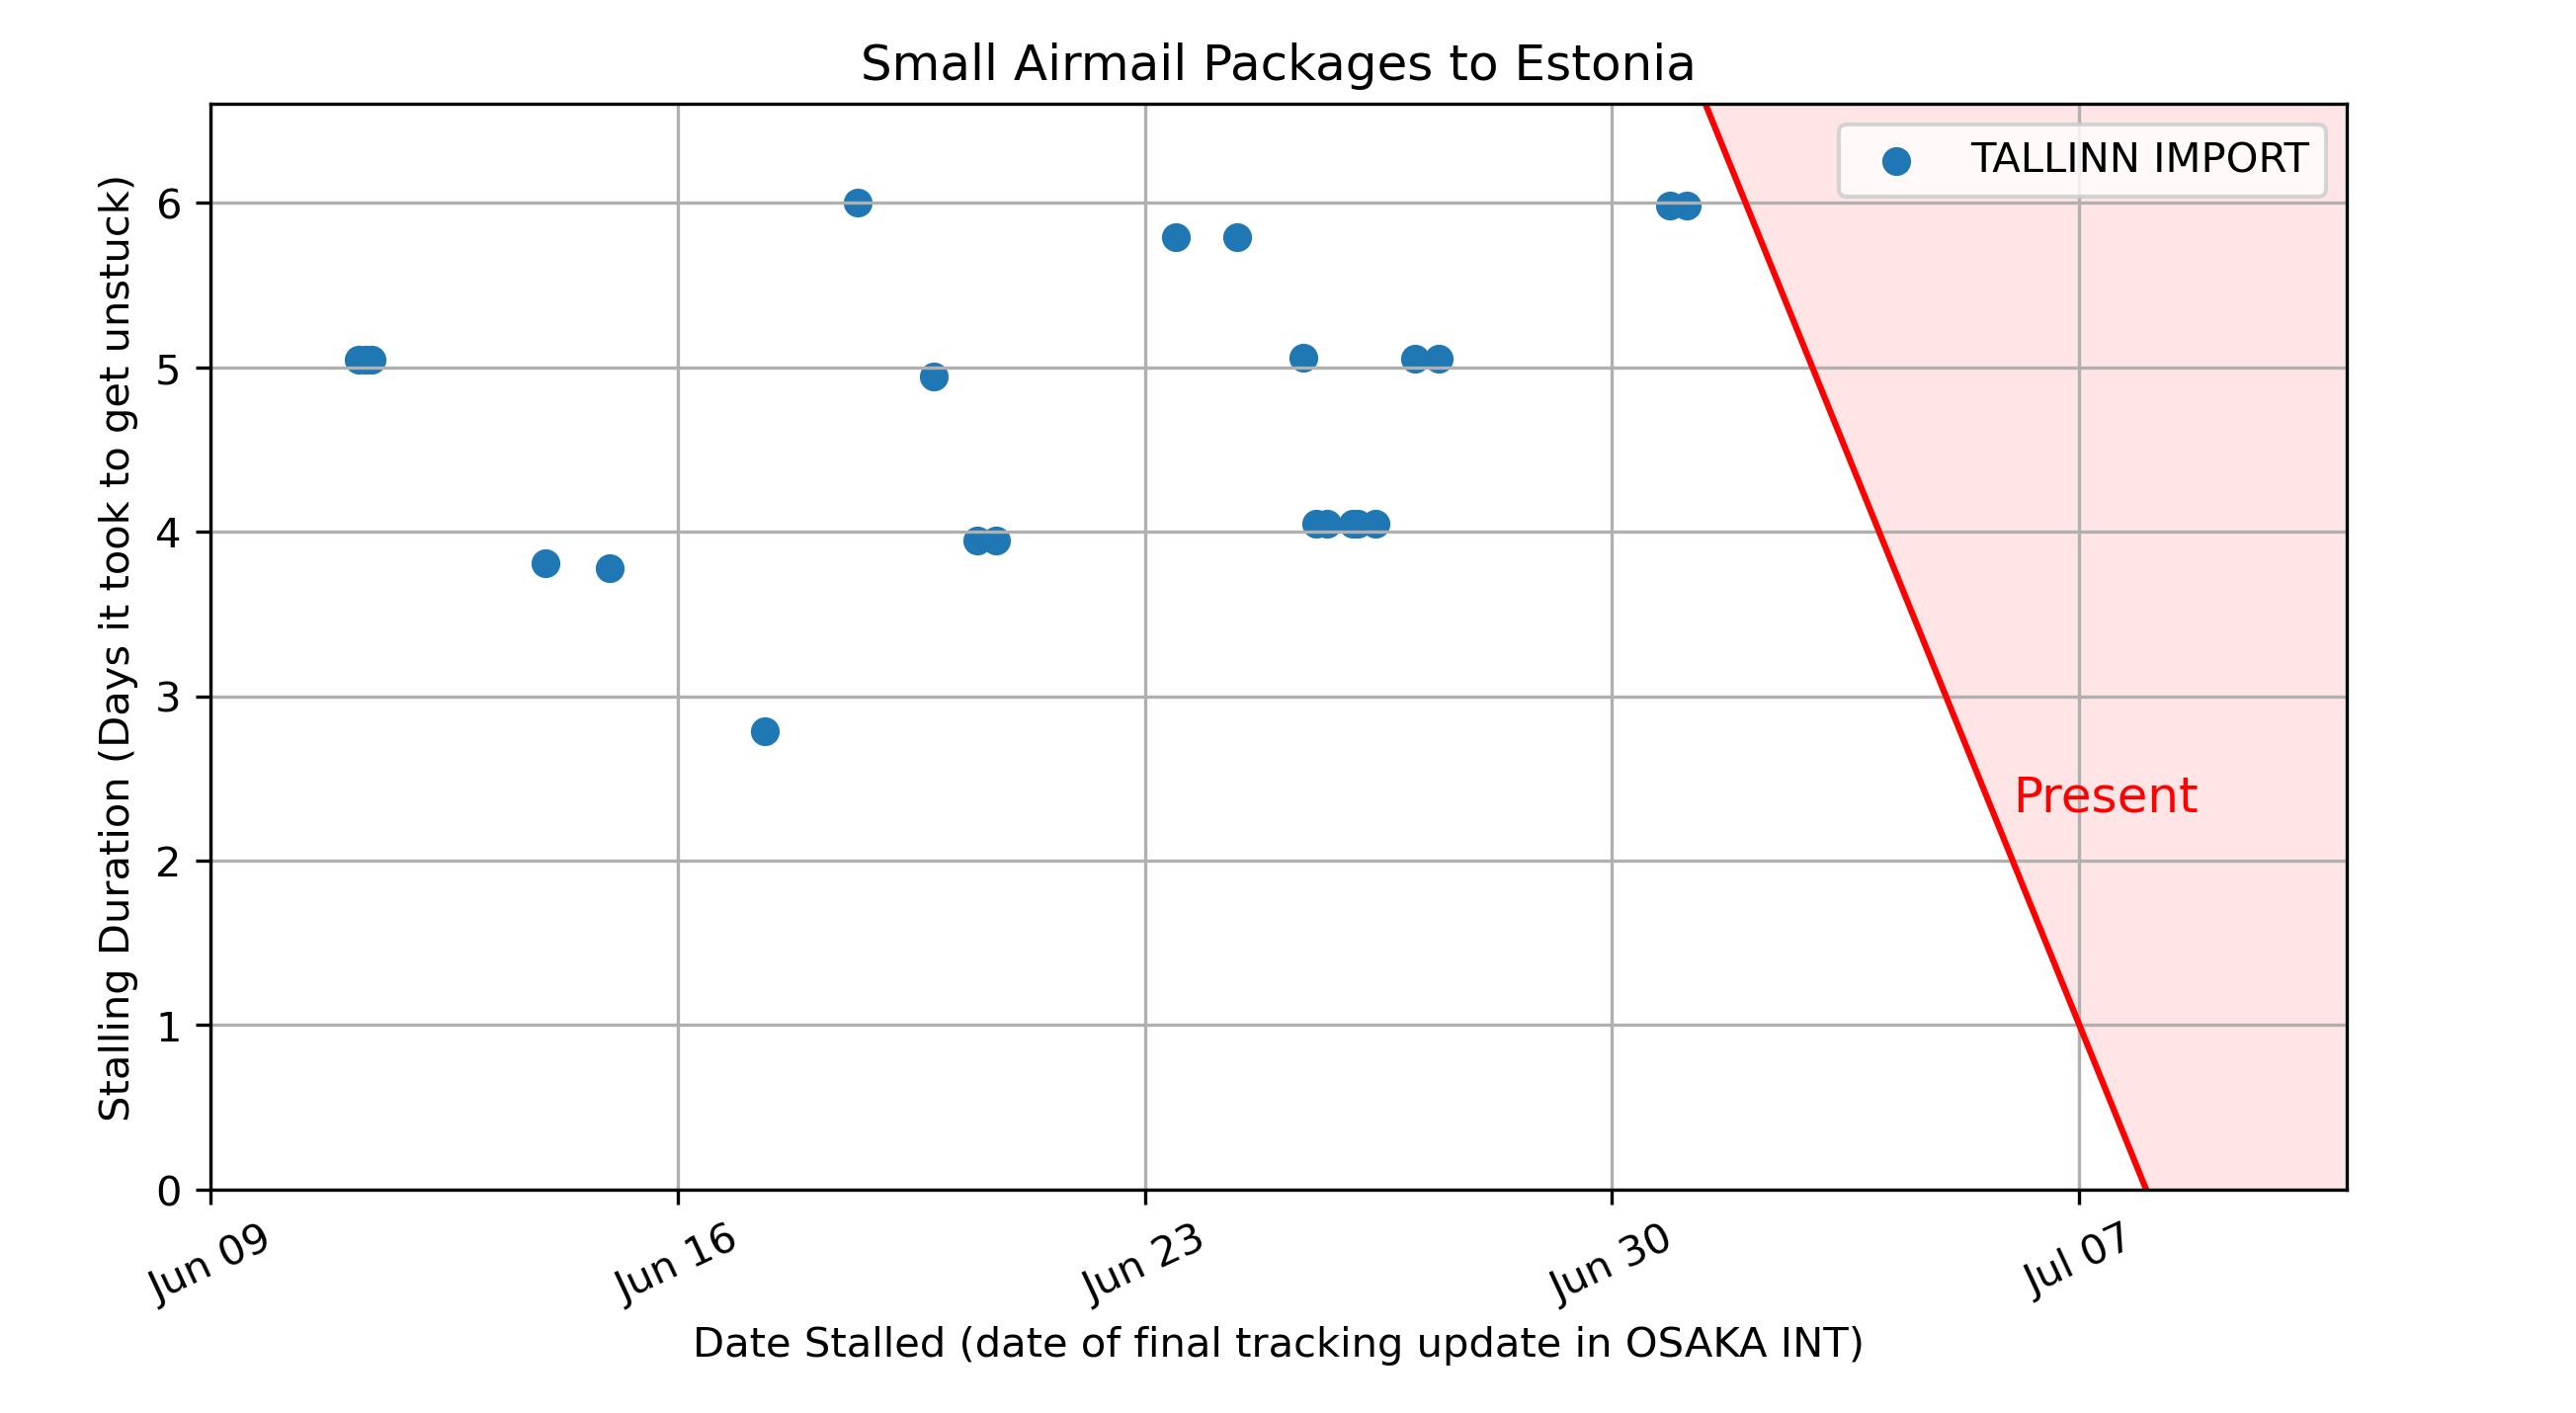 Small Airmail Packages to Estonia
TALLINN IMPORT
Stalling Duration (Days it took to get unstuck)
6
5
4
3
2
1
0
Present
Jun 09
Jun 16
Jun 23
Jun 30
Jul 07
Date Stalled (date of final tracking update in OSAKA INT)